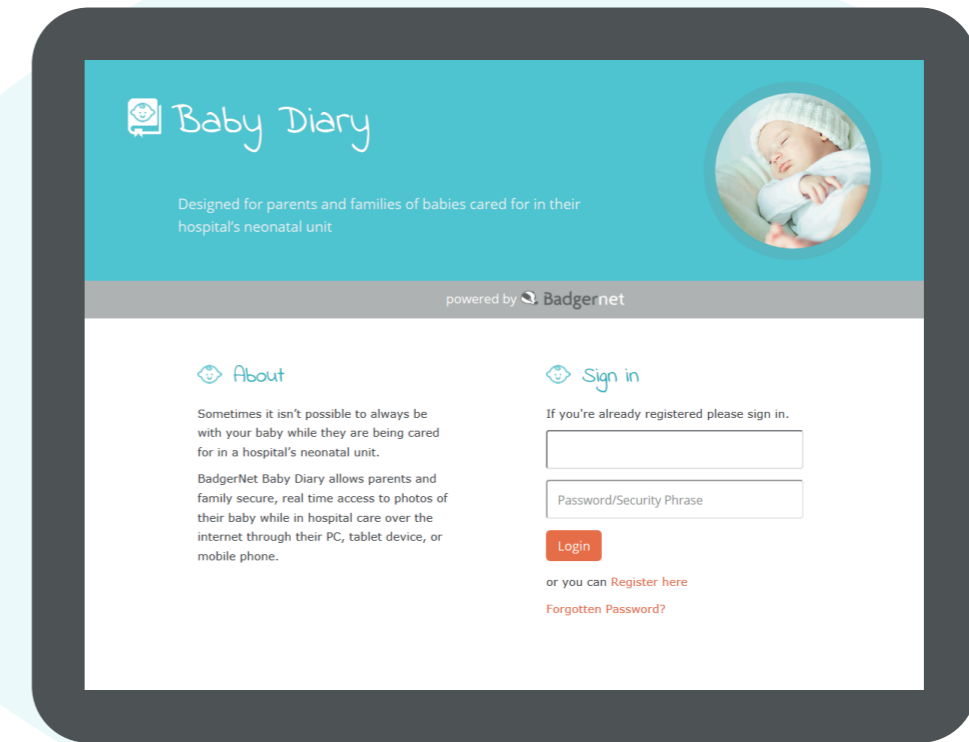 Baby Diary
Designed for parents and families of babies cared for in their
hospital's neonatal unit
powered by Badgernet
About
Sometimes it isn't possible to always be
with your baby while they are being cared
for in a hospital's neonatal unit.
BadgerNet Baby Diary allows parents and
family secure, real time access to photos of
their baby while in hospital care over the
internet through their PC, tablet device, or
mobile phone.
Sign in
If you're already registered please sign in.
Password/Security Phrase
Login
or you can Register here
Forgotten Password?